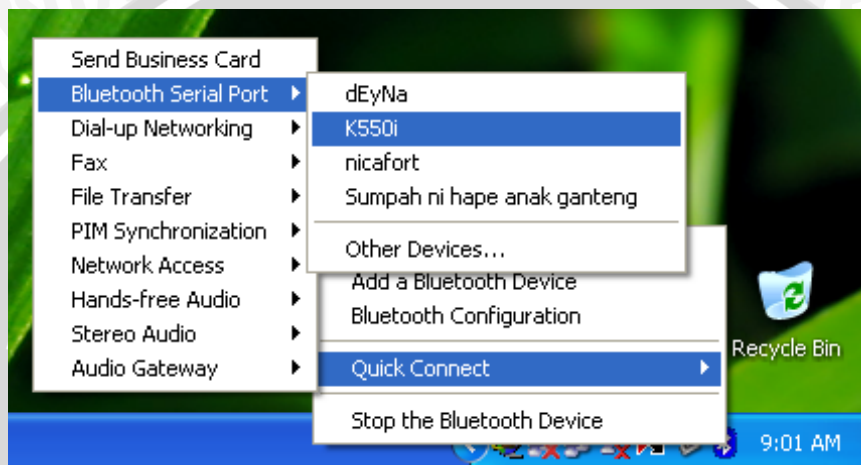 Send Business Card
Bluetooth Serial Port
Dial-up Networking
Fax
File Transfer
PIM Synchronization
Network Access
Hands-free Audio
Stereo Audio
Audio Gateway
dEyNa
K550i
nicafort
Sumpah ni hape anak ganteng
Other Devices...
Add a Bluetooth Device
Bluetooth Configuration
Quick Connect
Stop the Bluetooth Device
Recycle Bin
9:01 AM